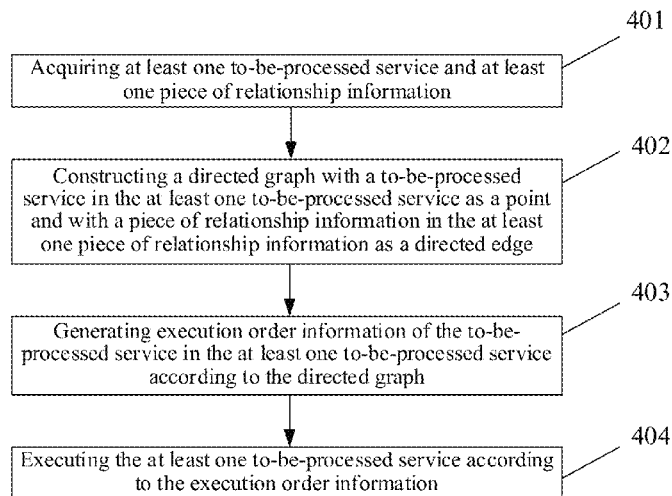 401
Acquiring at least one to-be-processed service and at least
one piece of relationship information
402
Constructing a directed graph with a to-be-processed
service in the at least one to-be-processed service as a point
and with a piece of relationship information in the at least
one piece of relationship information as a directed edge
403
Generating execution order information of the to-be-
processed service in the at least one to-be-processed service
according to the directed graph
404
Executing the at least one to-be-processed service according
to the execution order information